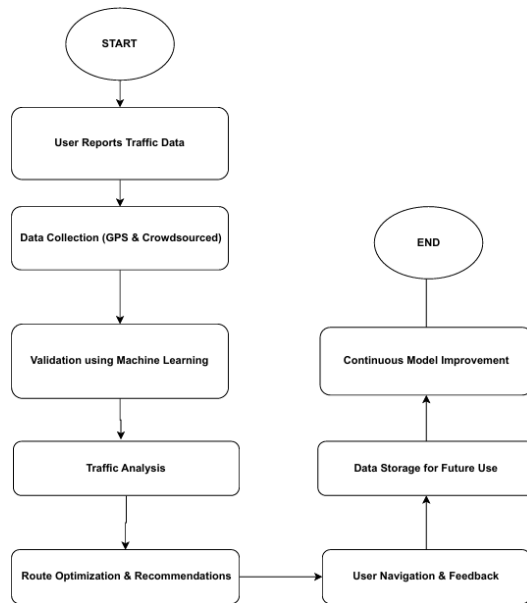 START
User Reports Traffic Data
Data Collection (GPS & Crowdsourced)
Validation using Machine Learning
Traffic Analysis
Route Optimization & Recommendations
User Navigation & Feedback
Data Storage for Future Use
Continuous Model Improvement
END